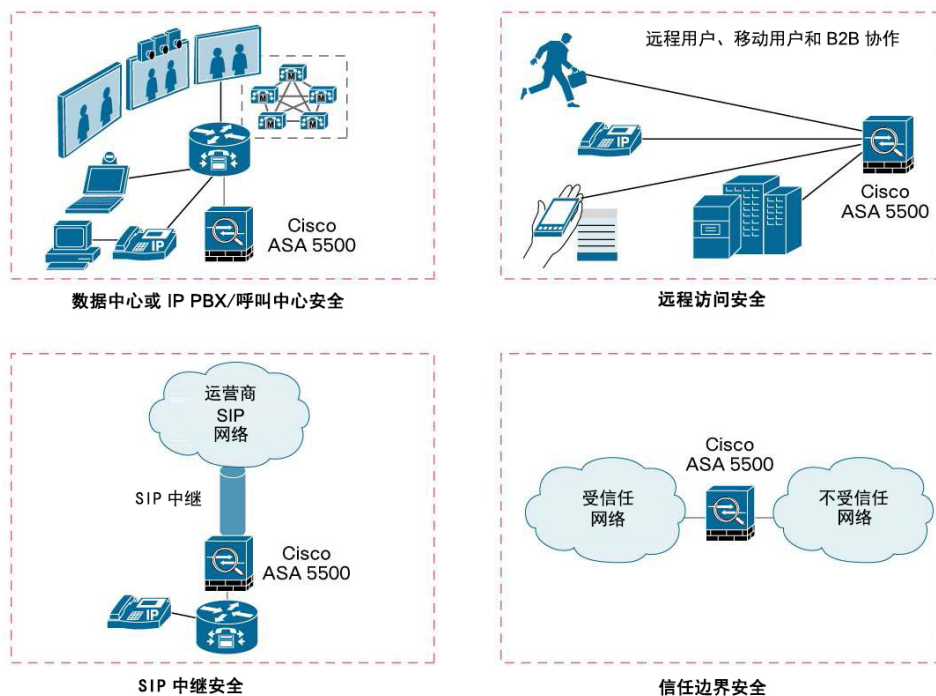 M
M
M
M
M
IP
Cisco
ASA 5500
数据中心或 IP PBX/呼叫中心安全
远程用户、移动用户和 B2B 协作
IP
Cisco
ASA 5500
远程访问安全
运营商
SIP
网络
SIP 中继
Cisco
ASA 5500
IP
SIP 中继安全
Cisco
ASA 5500
受信任
网络
不受信任
网络
信任边界安全